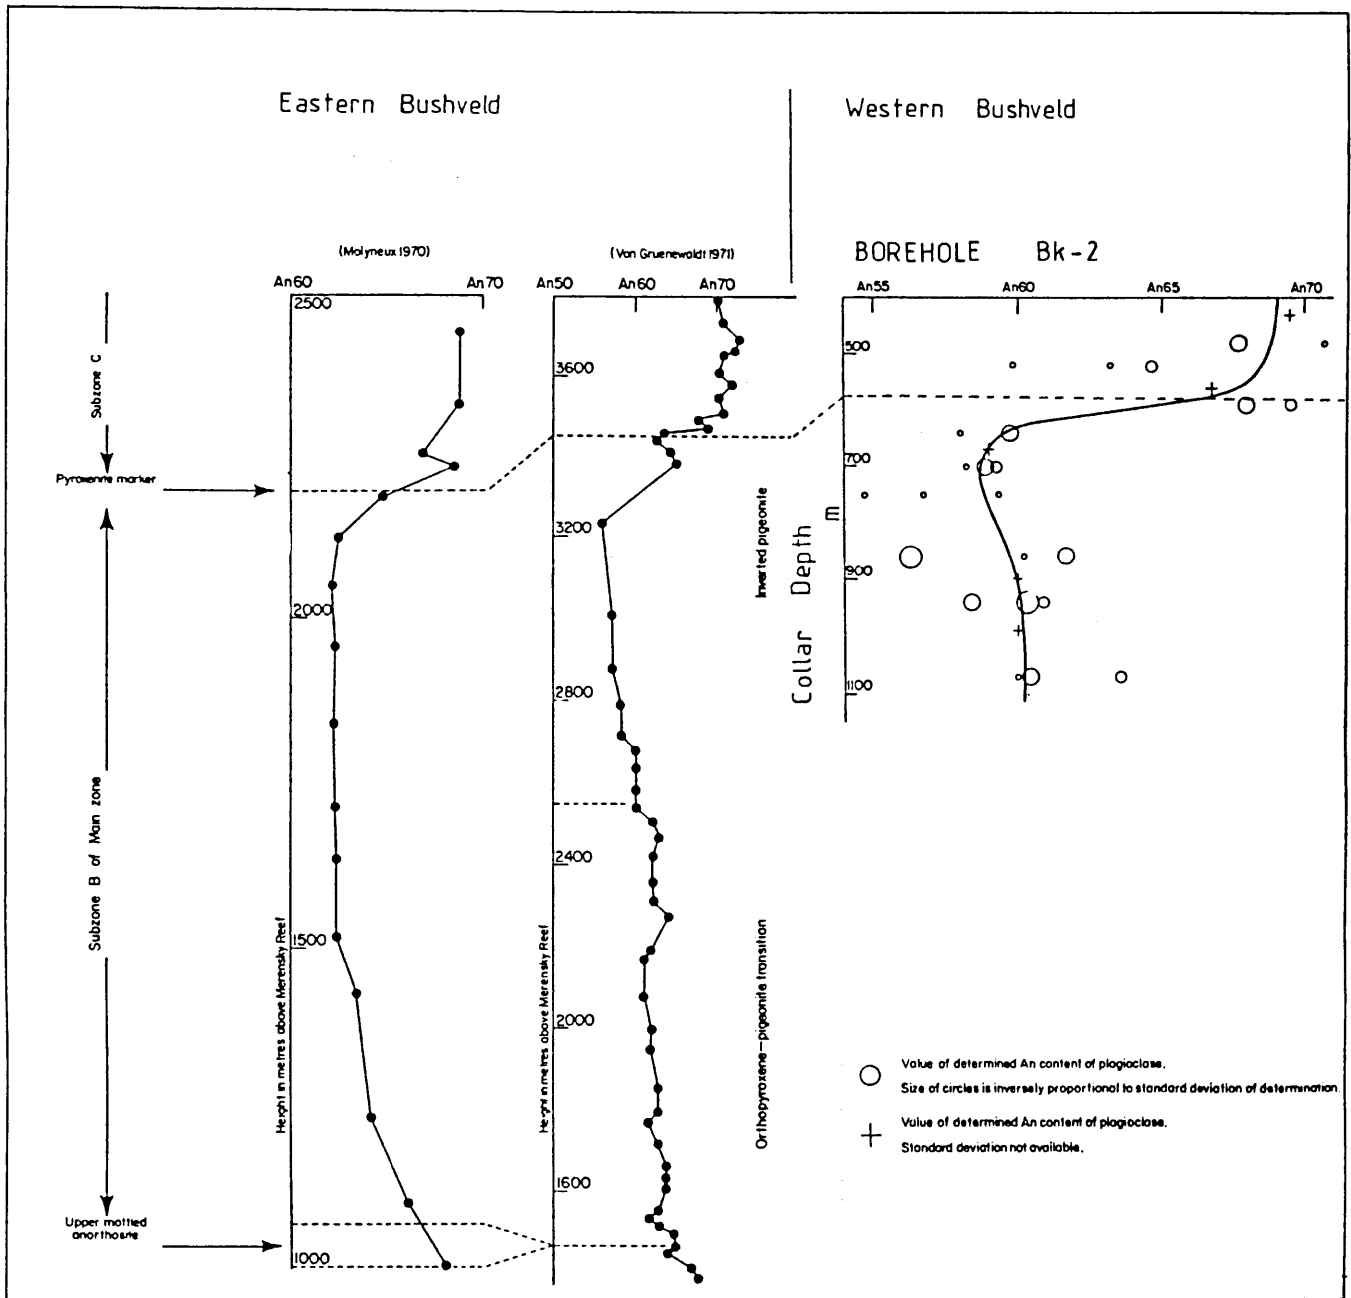 Eastern Bushveld
Western Bushveld
(Molyneux 1970)
(Van Gruenewaldt 1971)
BOREHOLE Bk-2
An60
An70
An50
An60
An70
An55
An60
An65
An70
2500
2000
1500
1000
3600
3200
2800
2400
2000
1600
500
700
900
1100
Subzone C
Pyroxenite marker
Subzone B of Main zone
Upper mottled
anorthosite
Height in metres above Merensky Reef
Height in metres above Merensky Reef
Inverted pigeonite
Orthopyroxene-pigeonite transition
Collar Depth m
Value of determined An content of plagioclase.
Size of circles is inversely proportional to standard deviation of determination.
Value of determined An content of plagioclase.
Standard deviation not available.